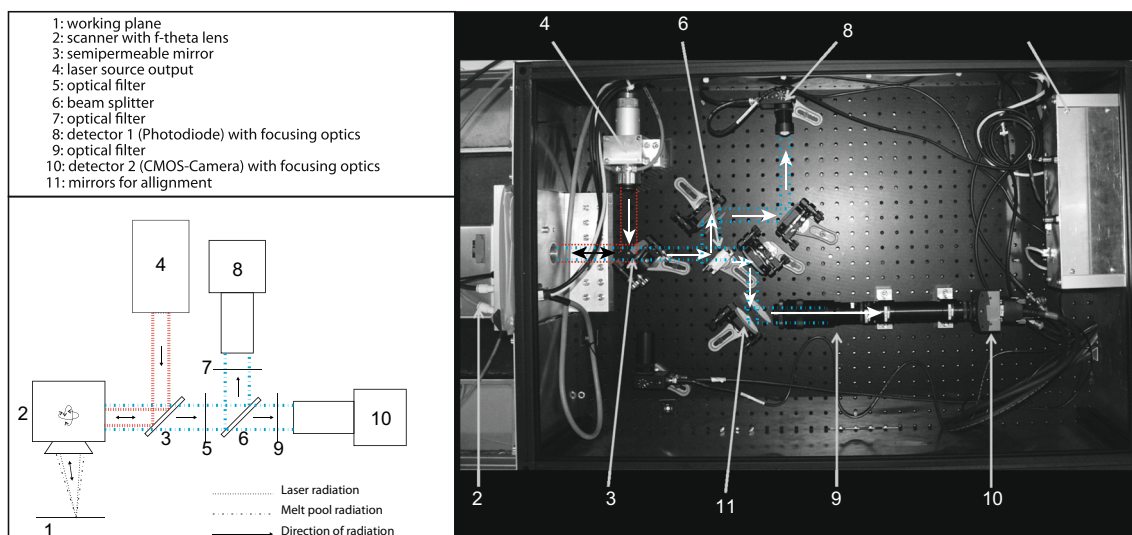 1: working plane
2: scanner with f-theta lens
3: semipermeable mirror
4: laser source output
5: optical filter
6: beam splitter
7: optical filter
8: detector 1 (Photodiode) with focusing optics
9: optical filter
10: detector 2 (CMOS-Camera) with focusing optics
11: mirrors for allignment
4
8
7
2
3
5
6
9
10
1
Laser radiation
Melt pool radiation
Direction of radiation
4
6
8
2
3
11
9
10